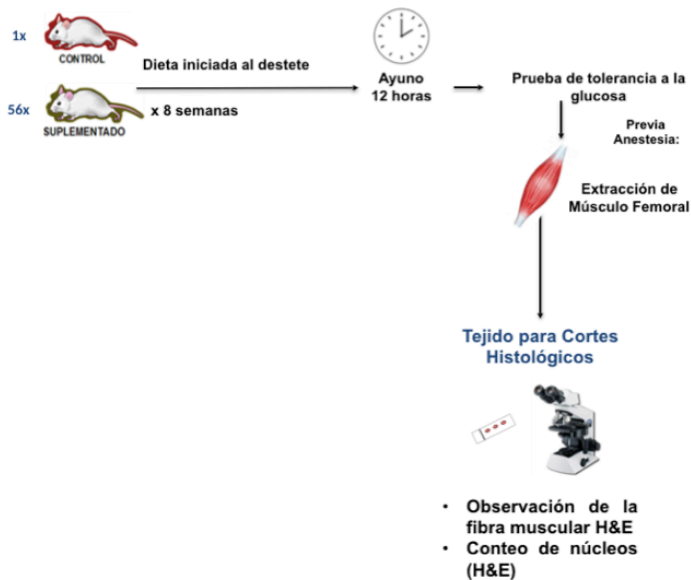 1x
CONTROL
56x
SUPLEMENTADO
Dieta iniciada al destete
x 8 semanas
Ayuno
12 horas
Prueba de tolerancia a la
glucosa
Previa
Anestesia:
Extracción de
Músculo Femoral
Tejido para Cortes
Histológicos
• Observación de la
fibra muscular H&E
• Conteo de núcleos
(H&E)